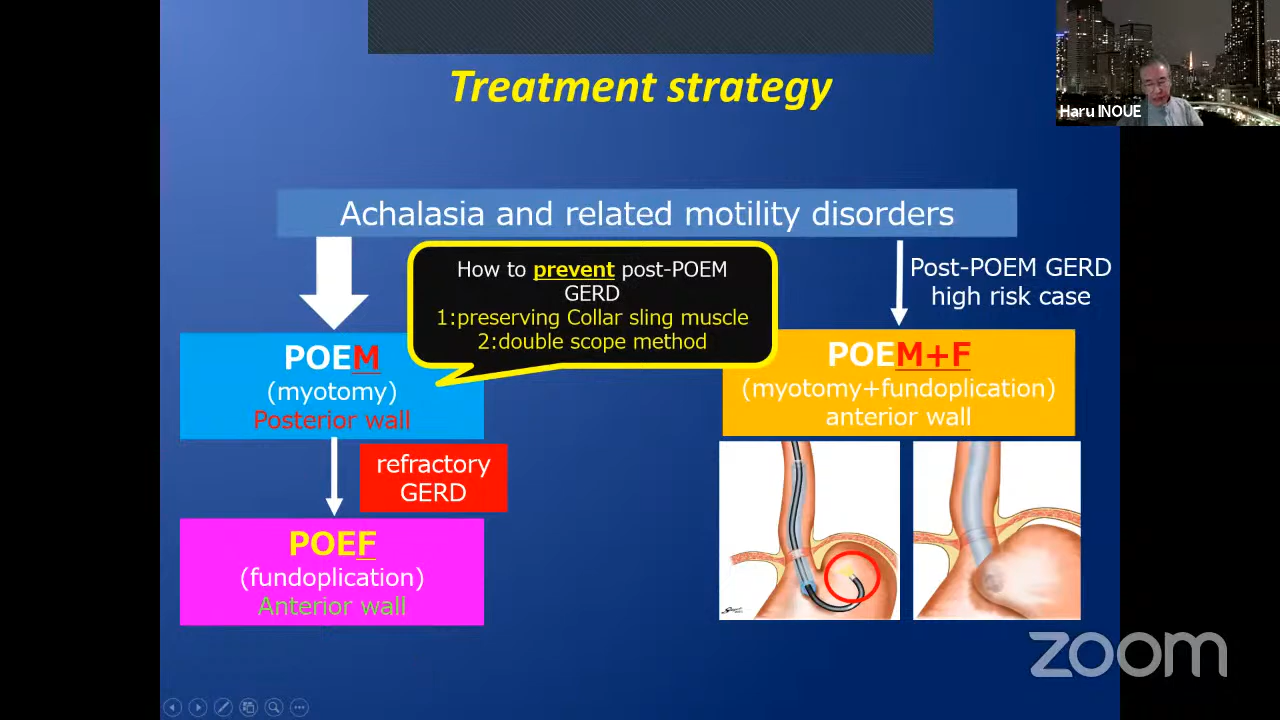 Treatment strategy
Haru INOUE
Achalasia and related motility disorders
How to prevent post-POEM
GERD
1:preserving Collar sling muscle
2:double scope method
Post-POEM GERD
high risk case
POEM
(myotomy)
Posterior wall
POEM+F
(myotomy+fundoplication)
anterior wall
refractory
GERD
POEF
(fundoplication)
Anterior wall
zoom